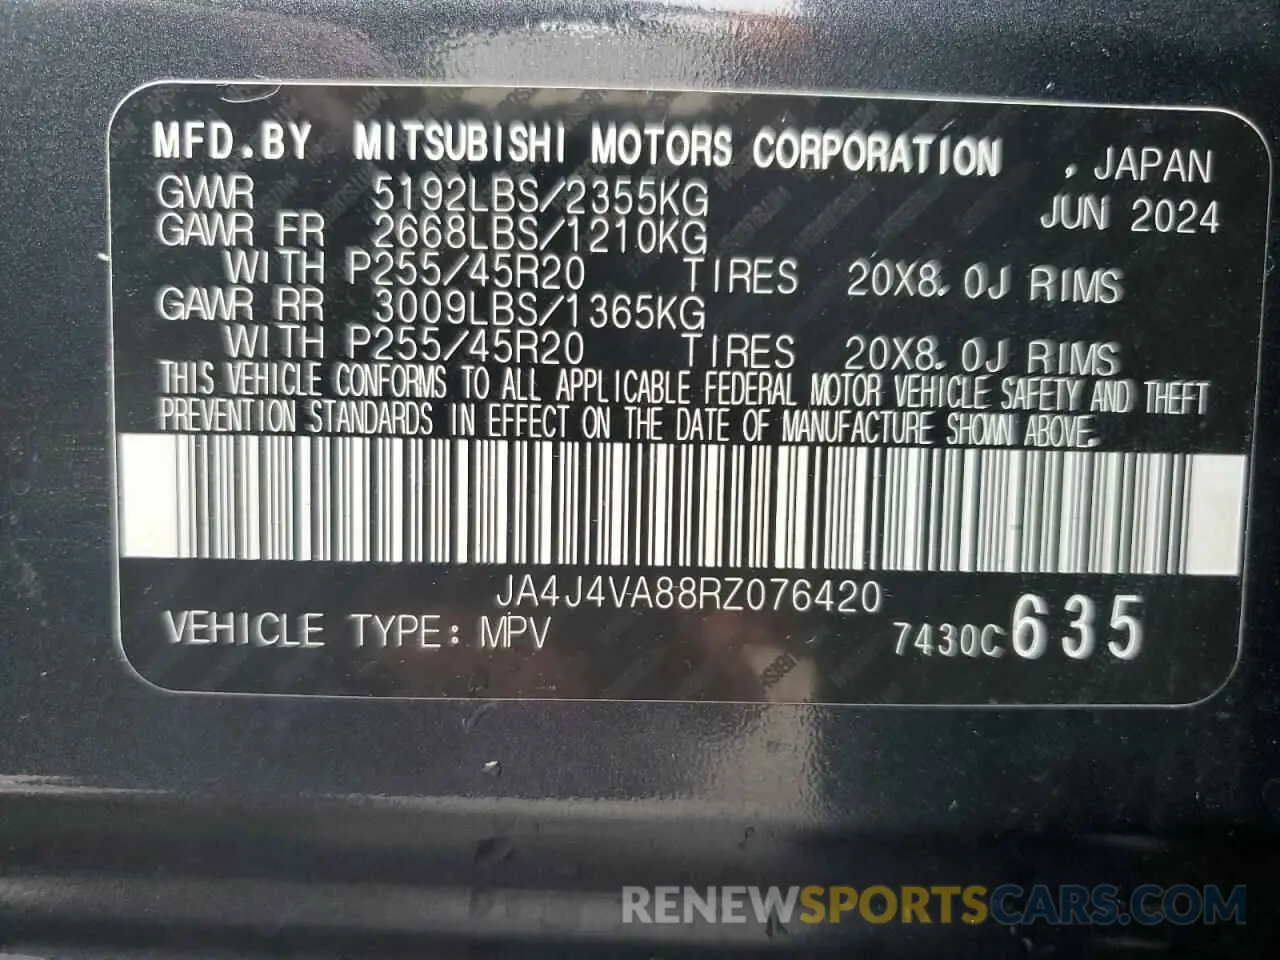 MFD.BY MITSUBISHI MOTORS CORPORATION , JAPAN
GVWR 5192LBS/2355KG JUN 2024
GAWR FR 2668LBS/1210KG
WITH P255/45R20 TIRES 20X8.0J RIMS
GAWR RR 3009LBS/1365KG
WITH P255/45R20 TIRES 20X8.0J RIMS
THIS VEHICLE CONFORMS TO ALL APPLICABLE FEDERAL MOTOR VEHICLE SAFETY AND THEFT
PREVENTION STANDARDS IN EFFECT ON THE DATE OF MANUFACTURE SHOWN ABOVE.
JA4J4VA88RZ076420
VEHICLE TYPE: MPV 7430C 635
RENEWSPORTSCARS.COM